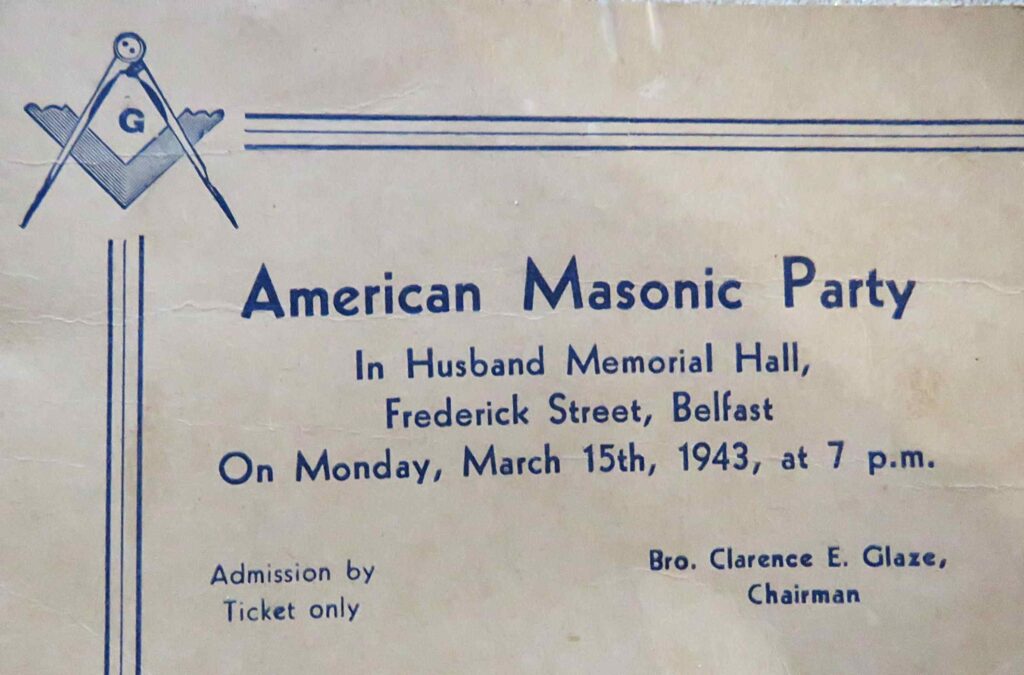 G
American Masonic Party
In Husband Memorial Hall,
Frederick Street, Belfast
On Monday, March 15th, 1943, at 7 p.m.
Admission by
Ticket only
Bro. Clarence E. Glaze,
Chairman